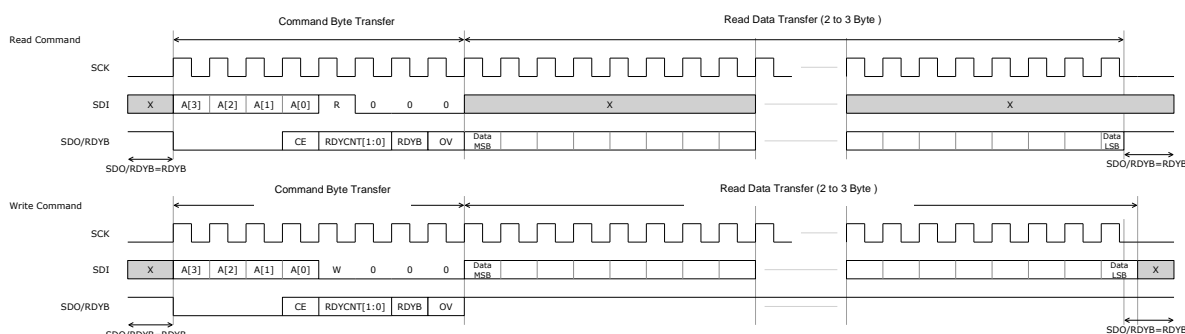 Command Byte Transfer Read Data Transfer (2 to 3 Byte )
Read Command
SCK
SDI X A[3] A[2] A[1] A[0] R 0 0 0 X X
SDO/RDYB CE RDYCNT[1:0] RDYB OV Data MSB Data LSB
SDO/RDYB=RDYB SDO/RDYB=RDYB
Command Byte Transfer Read Data Transfer (2 to 3 Byte )
Write Command
SCK
SDI X A[3] A[2] A[1] A[0] W 0 0 0 Data MSB Data LSB X
SDO/RDYB CE RDYCNT[1:0] RDYB OV
SDO/RDYB=RDYB SDO/RDYB=RDYB